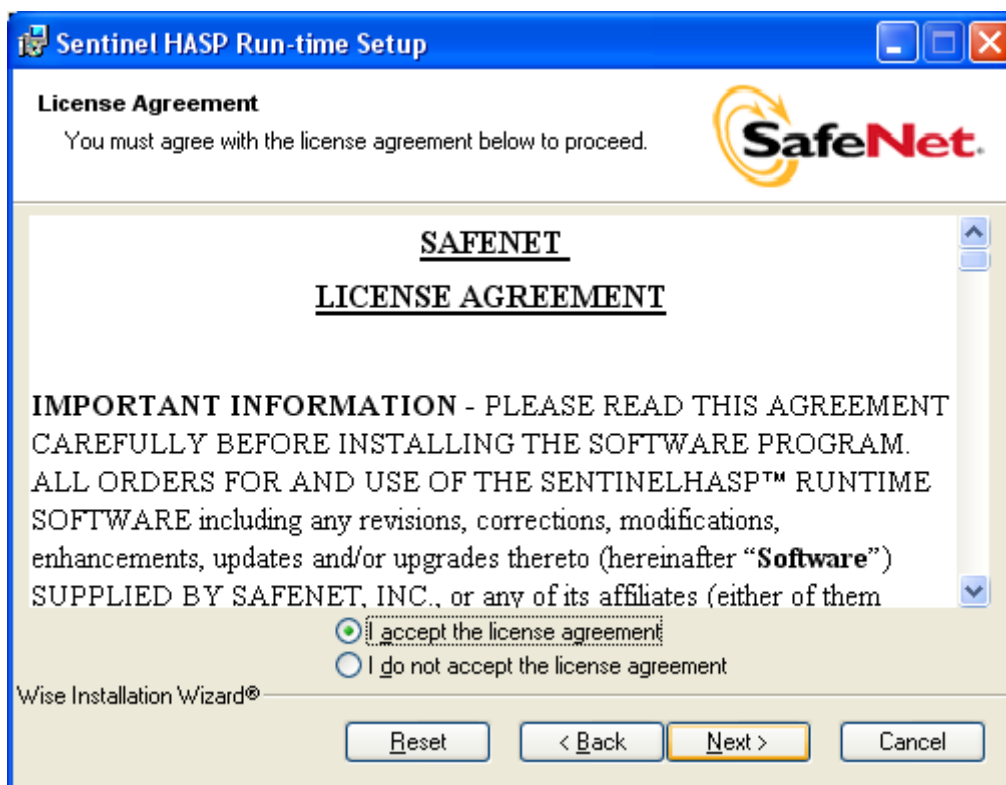 Sentinel HASP Run-time Setup
License Agreement
You must agree with the license agreement below to proceed.
SafeNet.
SAFENET
LICENSE AGREEMENT
IMPORTANT INFORMATION - PLEASE READ THIS AGREEMENT
CAREFULLY BEFORE INSTALLING THE SOFTWARE PROGRAM.
ALL ORDERS FOR AND USE OF THE SENTINELHASP™ RUNTIME
SOFTWARE including any revisions, corrections, modifications,
enhancements, updates and/or upgrades thereto (hereinafter “Software”)
SUPPLIED BY SAFENET, INC., or any of its affiliates (either of them
I accept the license agreement
I do not accept the license agreement
Wise Installation Wizard®
Reset
< Back
Next >
Cancel